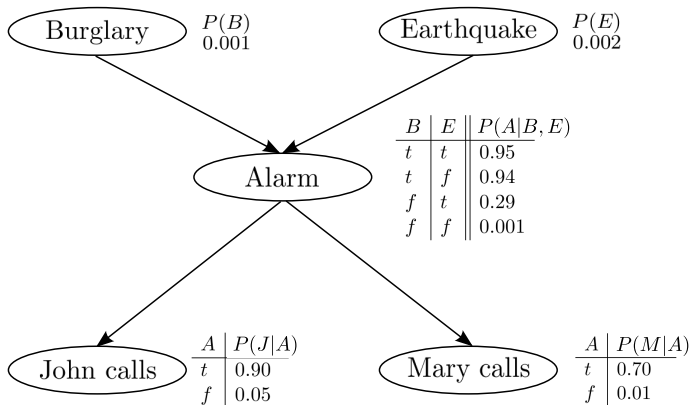 Burglary
P(B)
0.001
Earthquake
P(E)
0.002
Alarm
B E P(A|B, E)
t t 0.95
t f 0.94
f t 0.29
f f 0.001
John calls
A P(J|A)
t 0.90
f 0.05
Mary calls
A P(M|A)
t 0.70
f 0.01